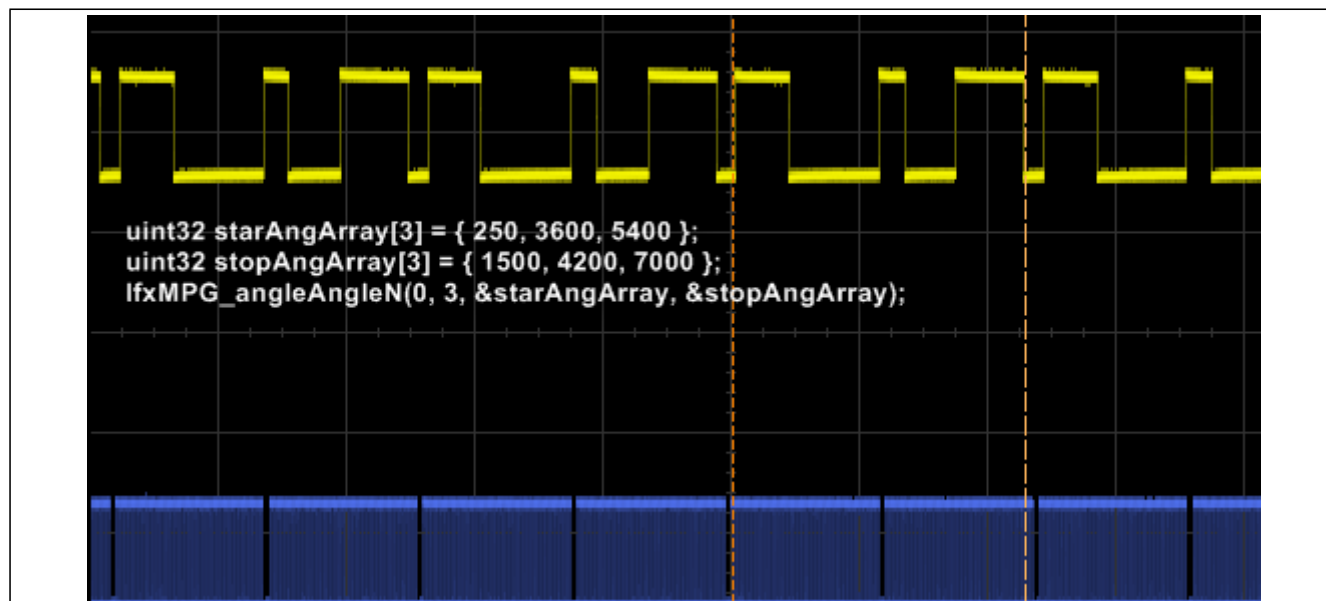 uint32 starAngArray[3] = { 250, 3600, 5400 };
uint32 stopAngArray[3] = { 1500, 4200, 7000 };
IfxMPG_angleAngleN(0, 3, &starAngArray, &stopAngArray);